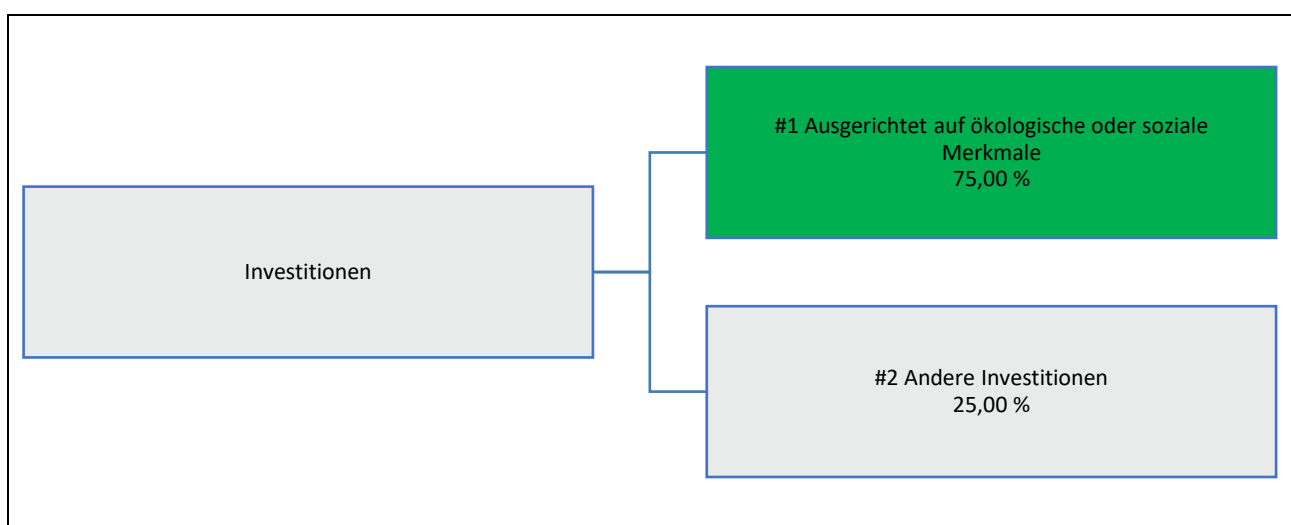 #1 Ausgerichtet auf ökologische oder soziale
Merkmale
75,00 %
Investitionen
#2 Andere Investitionen
25,00 %